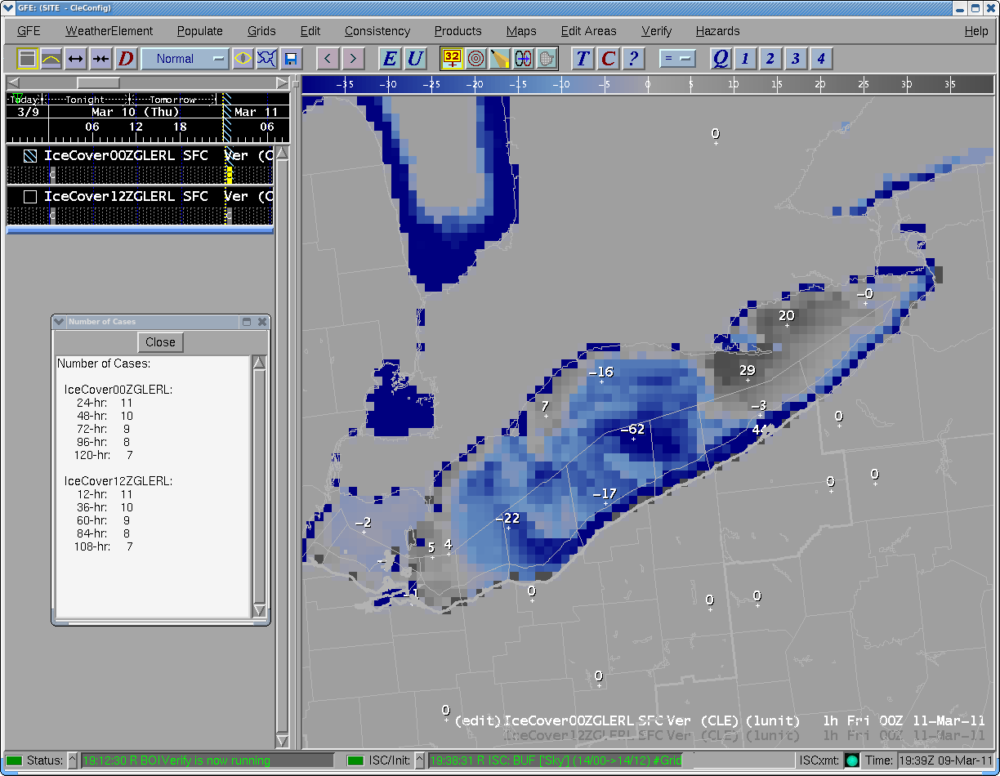 GFE: (SITE - CleConfig)
GFE WeatherElement Populate Grids Edit Consistency Products Maps Edit Areas Verify Hazards Help
D Normal < > E U 32 T C ? = Q 1 2 3 4
-35 -30 -25 -20 -15 -10 -5 0 5 10 15 20 25 30 35
Today Tonight Tomorrow
3/9 Mar 10 (Thu) Mar 11
06 12 18 06
IceCover00ZGLERL SFC Ver (C
IceCover12ZGLERL SFC Ver (C
Number of Cases
Close
Number of Cases:
IceCover00ZGLERL:
24-hr: 11
48-hr: 10
72-hr: 9
96-hr: 8
120-hr: 7
IceCover12ZGLERL:
12-hr: 11
36-hr: 10
60-hr: 9
84-hr: 8
108-hr: 7
0
-0
20
29
-16
7
-3
0
-62
44
0
0
-17
-22
-2
5 4
-1
0
0
0
0
0
(edit)IceCover00ZGLERL SFC Ver (CLE) (1unit) 1h Fri 00Z 11-Mar-11
IceCover12ZGLERL SFC Ver (CLE) (1unit) 1h Fri 00Z 11-Mar-11
Status: ^ 19:12:30 R BOIVerify is now running ISC/Init: ^ 19:38:31 R ISC: BUF ['Sky'] (14/00->14/12) #Grid ISCxmt: Time: 19:39Z 09-Mar-11